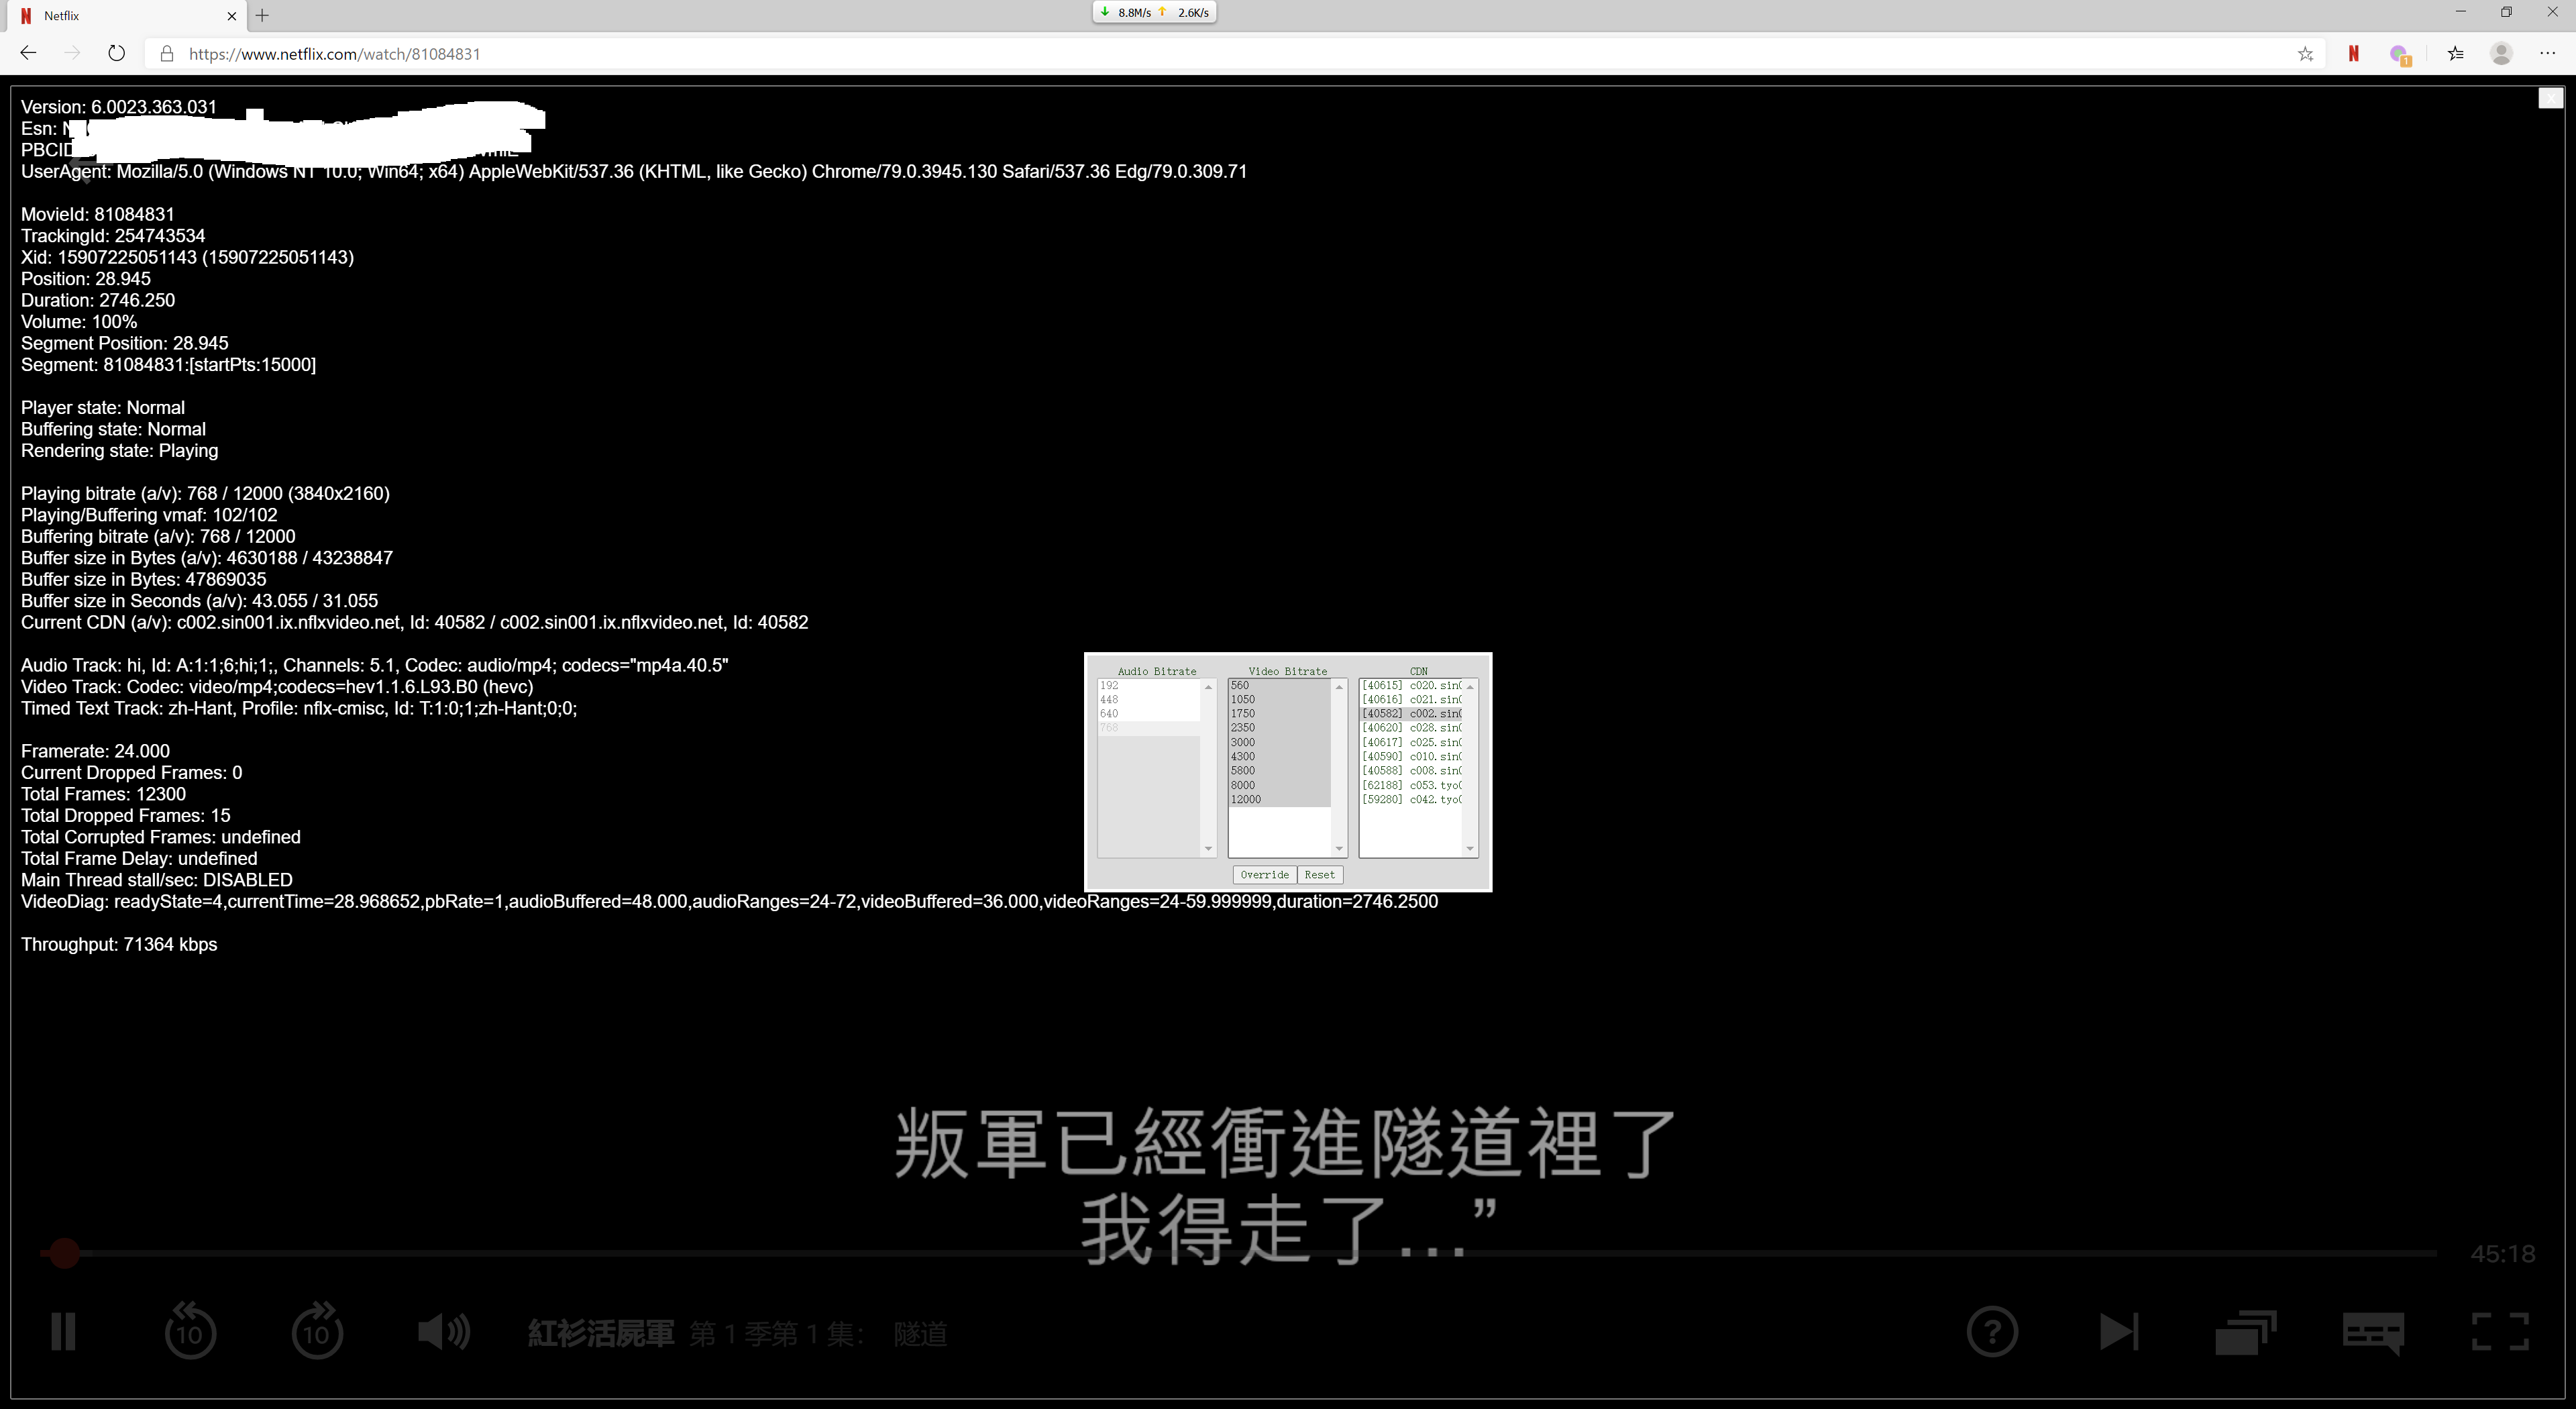 Netflix
8.8M/s 2.6K/s
https://www.netflix.com/watch/81084831
1
Version: 6.0023.363.031
Esn: N
PBCID
UserAgent: Mozilla/5.0 (Windows NT 10.0; Win64; x64) AppleWebKit/537.36 (KHTML, like Gecko) Chrome/79.0.3945.130 Safari/537.36 Edg/79.0.309.71
MovieId: 81084831
TrackingId: 254743534
Xid: 15907225051143 (15907225051143)
Position: 28.945
Duration: 2746.250
Volume: 100%
Segment Position: 28.945
Segment: 81084831:[startPts:15000]
Player state: Normal
Buffering state: Normal
Rendering state: Playing
Playing bitrate (a/v): 768 / 12000 (3840x2160)
Playing/Buffering vmaf: 102/102
Buffering bitrate (a/v): 768 / 12000
Buffer size in Bytes (a/v): 4630188 / 43238847
Buffer size in Bytes: 47869035
Buffer size in Seconds (a/v): 43.055 / 31.055
Current CDN (a/v): c002.sin001.ix.nflxvideo.net, Id: 40582 / c002.sin001.ix.nflxvideo.net, Id: 40582
Audio Track: hi, Id: A:1:1;6;hi;1;, Channels: 5.1, Codec: audio/mp4; codecs="mp4a.40.5"
Video Track: Codec: video/mp4;codecs=hev1.1.6.L93.B0 (hevc)
Timed Text Track: zh-Hant, Profile: nflx-cmisc, Id: T:1:0;1;zh-Hant;0;0;
Framerate: 24.000
Current Dropped Frames: 0
Total Frames: 12300
Total Dropped Frames: 15
Total Corrupted Frames: undefined
Total Frame Delay: undefined
Main Thread stall/sec: DISABLED
VideoDiag: readyState=4,currentTime=28.968652,pbRate=1,audioBuffered=48.000,audioRanges=24-72,videoBuffered=36.000,videoRanges=24-59.999999,duration=2746.2500
Throughput: 71364 kbps
Audio Bitrate
192
448
640
768
Video Bitrate
560
1050
1750
2350
3000
4300
5800
8000
12000
CDN
[40615] c020.sin0
[40616] c021.sin0
[40582] c002.sin0
[40620] c028.sin0
[40617] c025.sin0
[40590] c010.sin0
[40588] c008.sin0
[62188] c053.tyo0
[59280] c042.tyo0
Override Reset
叛軍已經衝進隧道裡了
我得走了…”
45:18
10 10 紅衫活屍軍 第 1 季第 1 集： 隧道 ?